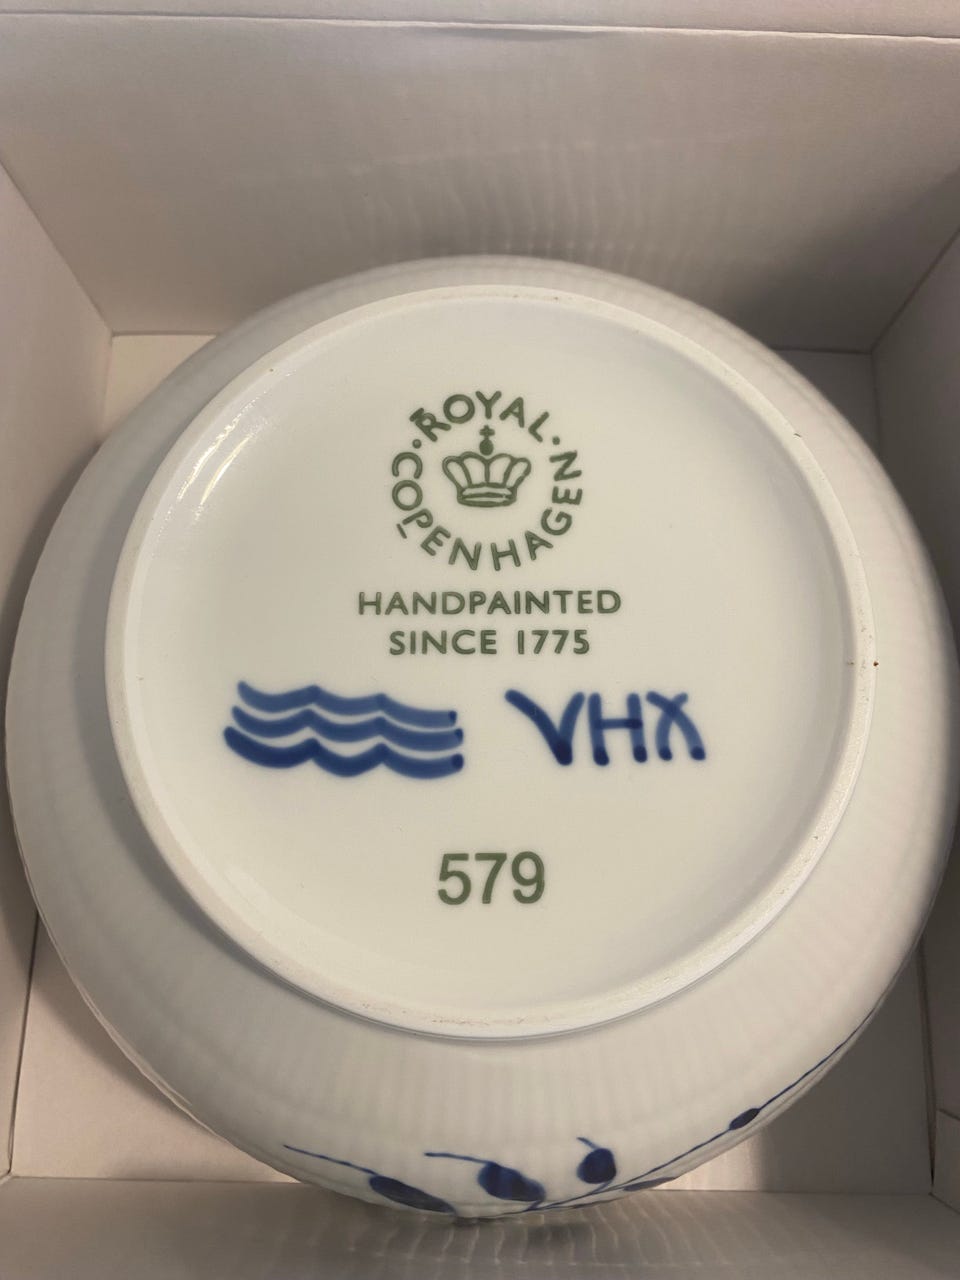 ROYAL · COPENHAGEN ·
HANDPAINTED
SINCE 1775
VHX
579